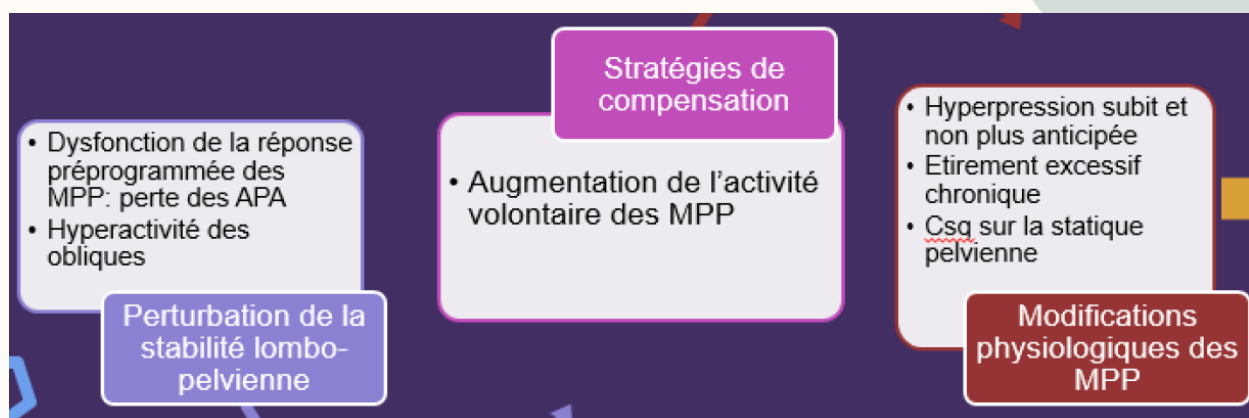 • Dysfonction de la réponse
préprogrammée des
MPP: perte des APA
• Hyperactivité des
obliques
Perturbation de la
stabilité lombo-
pelvienne
Stratégies de
compensation
• Augmentation de l'activité
volontaire des MPP
• Hyperpression subit et
non plus anticipée
• Etirement excessif
chronique
• Csq sur la statique
pelvienne
Modifications
physiologiques des
MPP